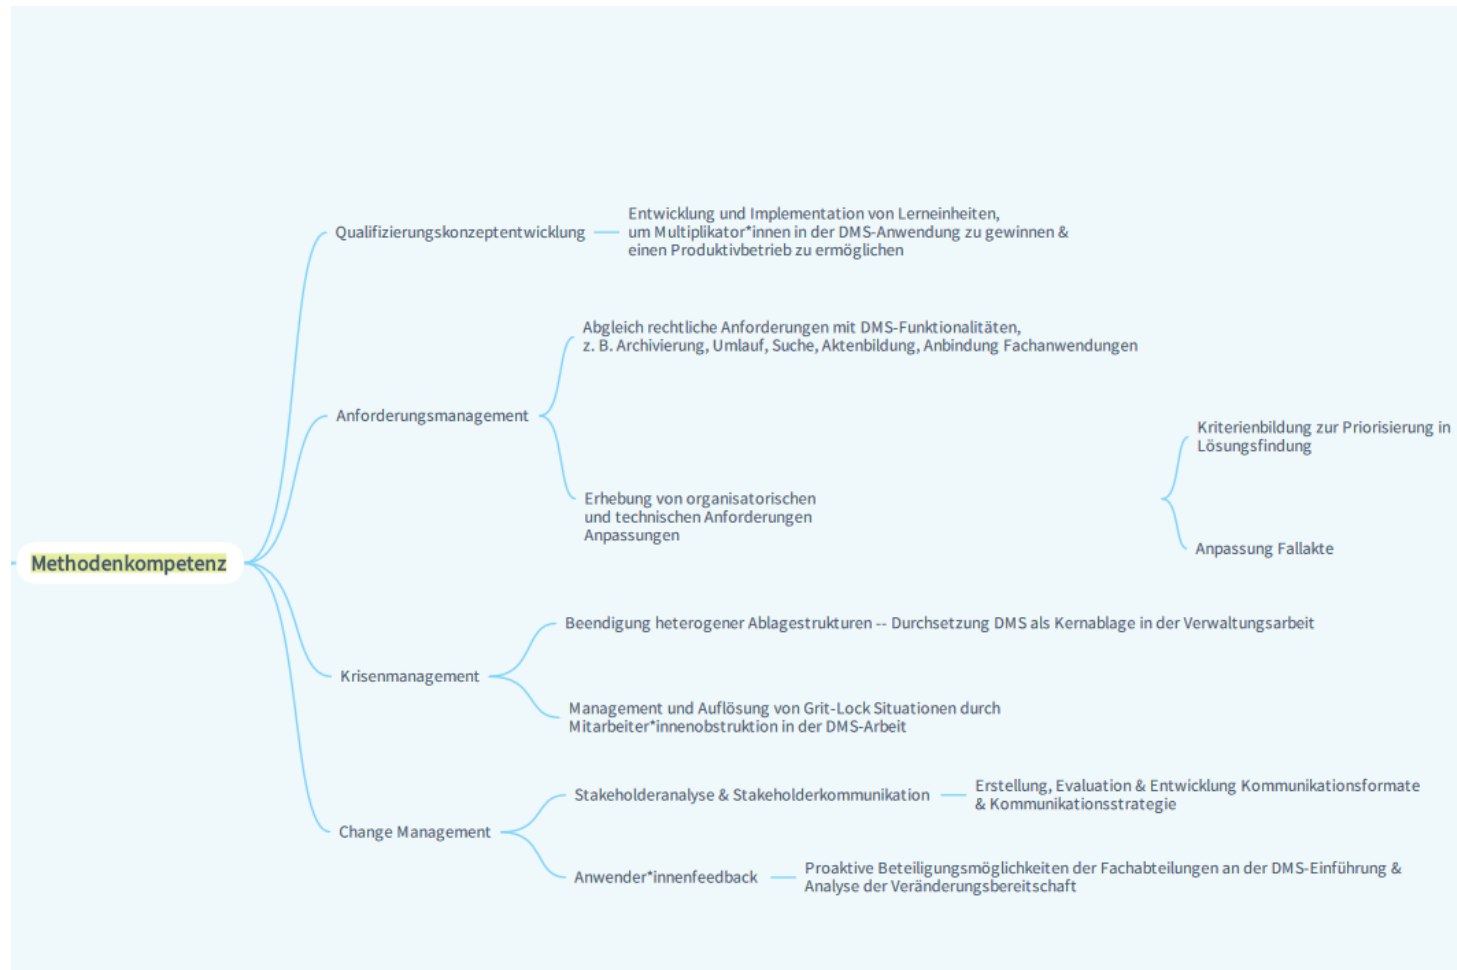 Methodenkompetenz
Qualifizierungskonzeptentwicklung
Entwicklung und Implementation von Lerneinheiten,
um Multiplikator*innen in der DMS-Anwendung zu gewinnen &
einen Produktivbetrieb zu ermöglichen
Anforderungsmanagement
Abgleich rechtliche Anforderungen mit DMS-Funktionalitäten,
z. B. Archivierung, Umlauf, Suche, Aktenbildung, Anbindung Fachanwendungen
Erhebung von organisatorischen
und technischen Anforderungen
Anpassungen
Kriterienbildung zur Priorisierung in
Lösungsfindung
Anpassung Fallakte
Krisenmanagement
Beendigung heterogener Ablagestrukturen -- Durchsetzung DMS als Kernablage in der Verwaltungsarbeit
Management und Auflösung von Grit-Lock Situationen durch
Mitarbeiter*innenobstruktion in der DMS-Arbeit
Change Management
Stakeholderanalyse & Stakeholderkommunikation
Erstellung, Evaluation & Entwicklung Kommunikationsformate
& Kommunikationsstrategie
Anwender*innenfeedback
Proaktive Beteiligungsmöglichkeiten der Fachabteilungen an der DMS-Einführung &
Analyse der Veränderungsbereitschaft